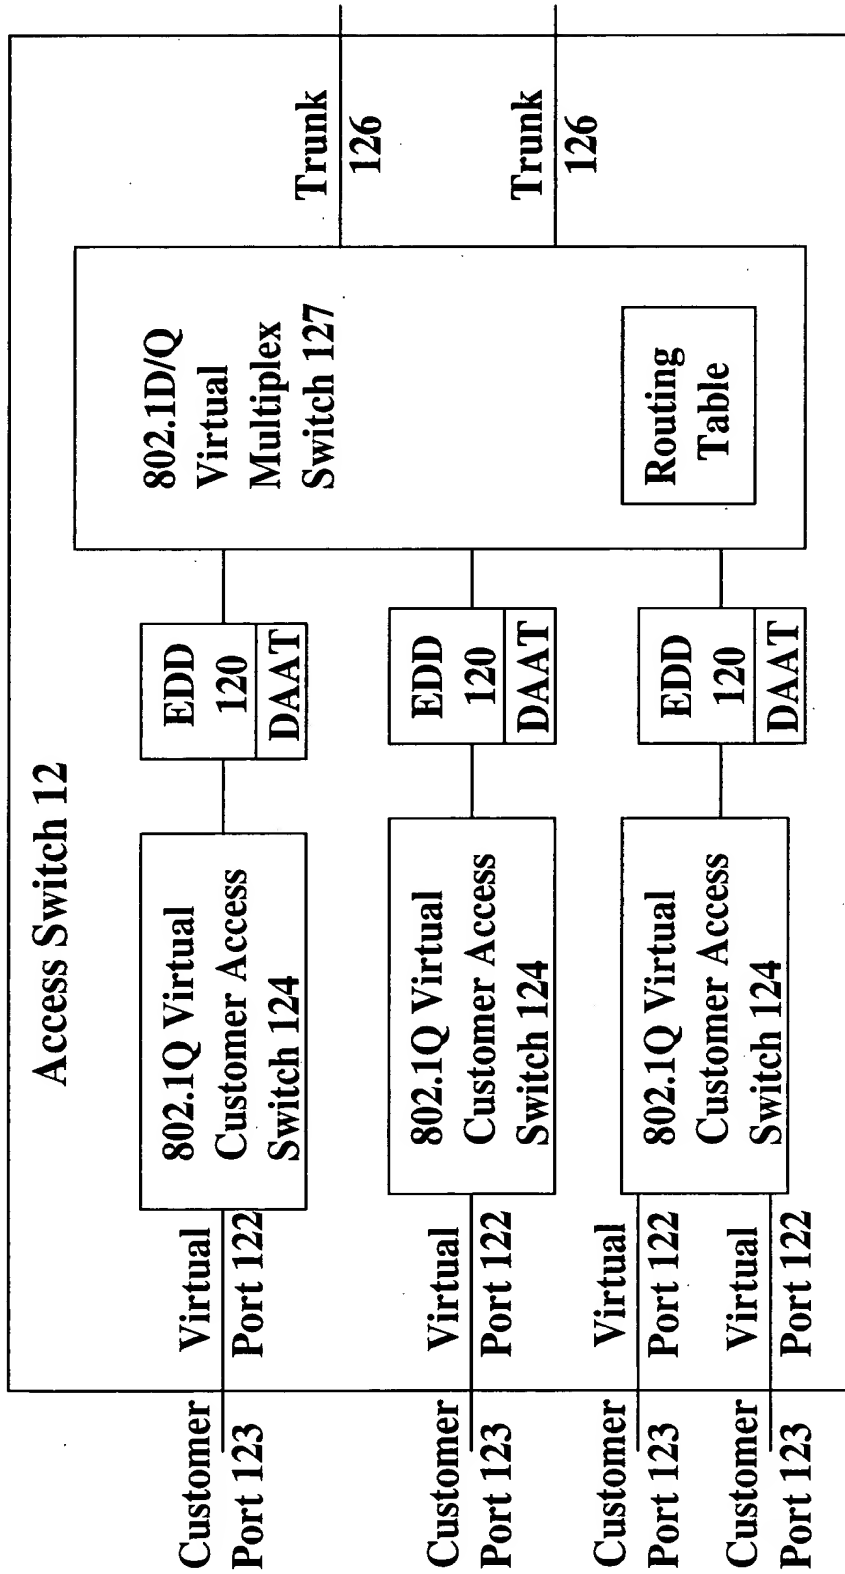 Access Switch 12
Customer
Port 123
Virtual
Port 122
802.1Q Virtual
Customer Access
Switch 124
EDD
120
DAAT
Customer
Port 123
Virtual
Port 122
802.1Q Virtual
Customer Access
Switch 124
EDD
120
DAAT
Customer
Port 123
Virtual
Port 122
Customer
Port 123
Virtual
Port 122
802.1Q Virtual
Customer Access
Switch 124
EDD
120
DAAT
802.1D/Q
Virtual
Multiplex
Switch 127
Routing
Table
Trunk
126
Trunk
126